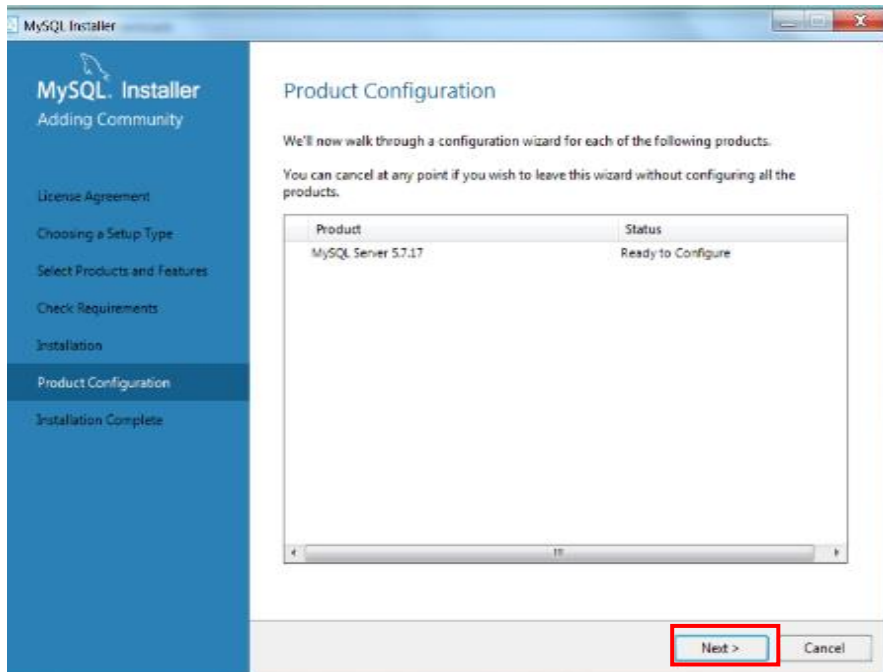 MySQL Installer
MySQL. Installer
Adding Community
License Agreement
Choosing a Setup Type
Select Products and Features
Check Requirements
Installation
Product Configuration
Installation Complete
Product Configuration
We'll now walk through a configuration wizard for each of the following products.
You can cancel at any point if you wish to leave this wizard without configuring all the
products.
Product Status
MySQL Server 5.7.17 Ready to Configure
Next > Cancel